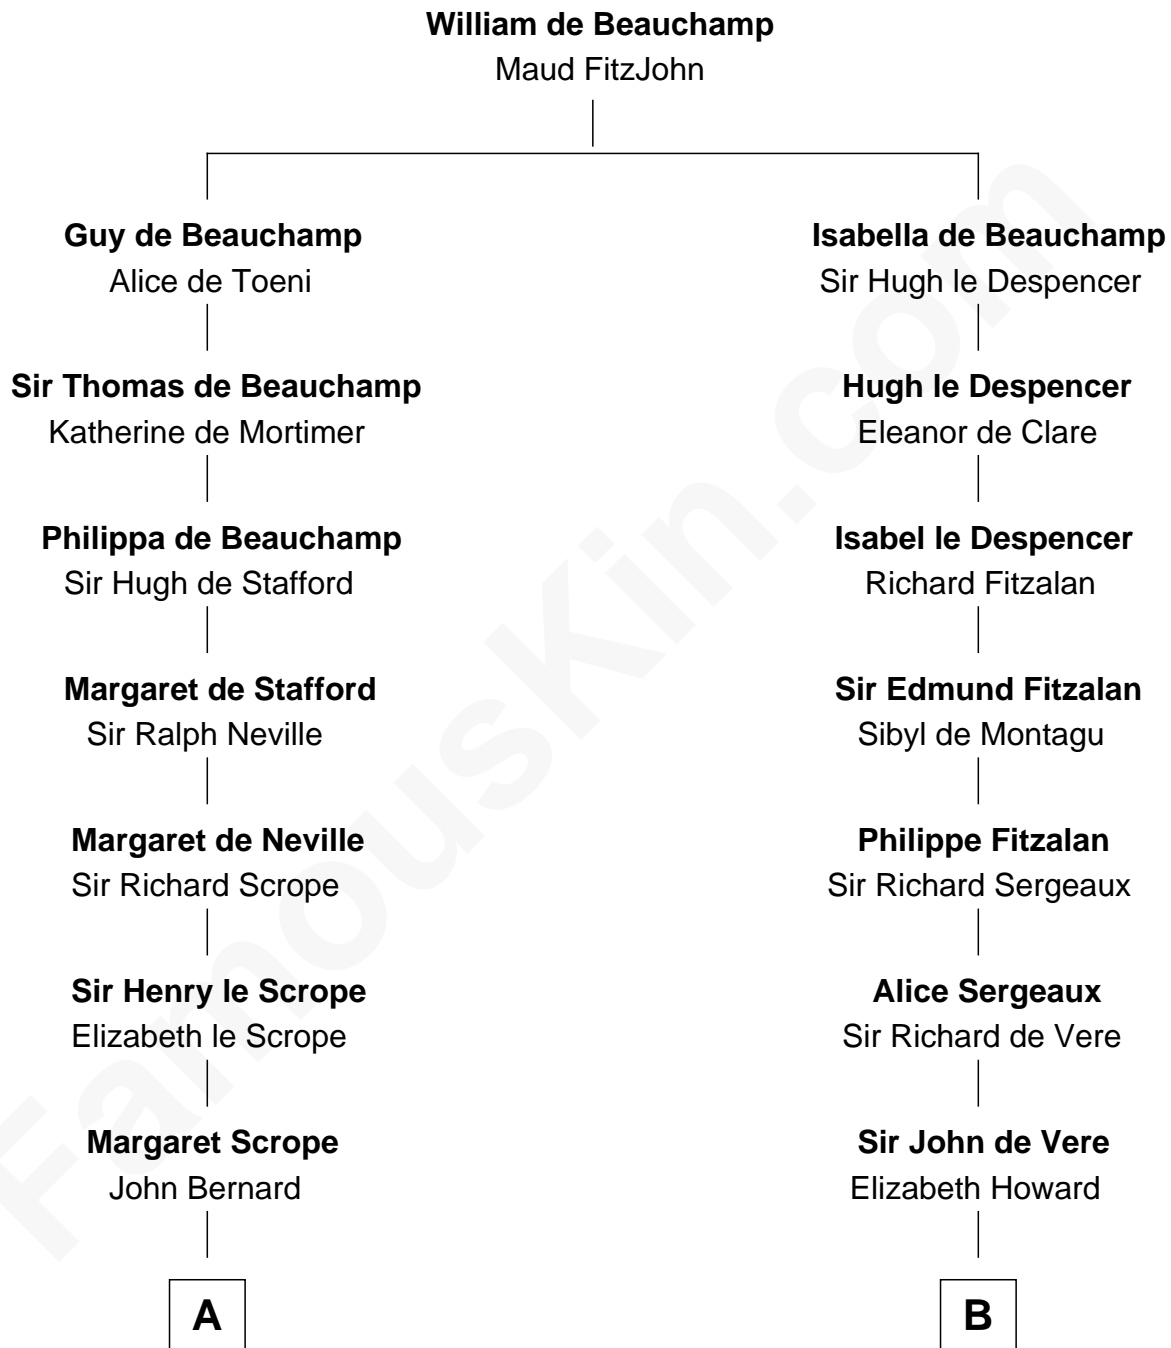 William de Beauchamp
Maud FitzJohn
Guy de Beauchamp
Alice de Toeni
Isabella de Beauchamp
Sir Hugh le Despencer
Sir Thomas de Beauchamp
Katherine de Mortimer
Hugh le Despencer
Eleanor de Clare
Philippa de Beauchamp
Sir Hugh de Stafford
Isabel le Despencer
Richard Fitzalan
Margaret de Stafford
Sir Ralph Neville
Sir Edmund Fitzalan
Sibyl de Montagu
Margaret de Neville
Sir Richard Scrope
Philippe Fitzalan
Sir Richard Sergeaux
Sir Henry le Scrope
Elizabeth le Scrope
Alice Sergeaux
Sir Richard de Vere
Margaret Scrope
John Bernard
Sir John de Vere
Elizabeth Howard
A
B
FamousKin.com